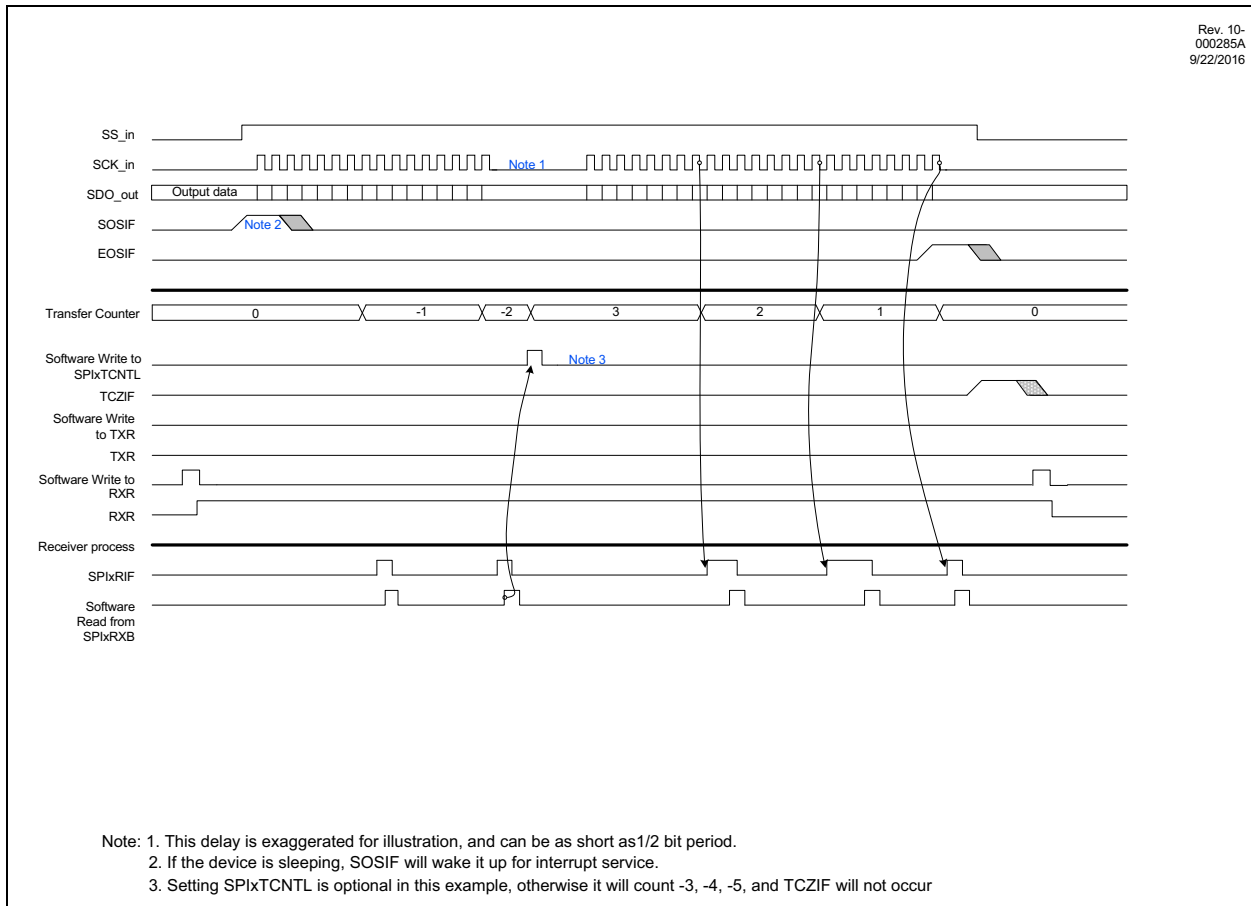 Rev. 10-
000285A
9/22/2016
SS_in
SCK_in
Note 1
SDO_out
Output data
SOSIF
Note 2
EOSIF
Transfer Counter
0
-1
-2
3
2
1
0
Software Write to
SPIxTCNTL
Note 3
TCZIF
Software Write
to TXR
TXR
Software Write to
RXR
RXR
Receiver process
SPIxRIF
Software
Read from
SPIxRXB
Note: 1. This delay is exaggerated for illustration, and can be as short as1/2 bit period.
2. If the device is sleeping, SOSIF will wake it up for interrupt service.
3. Setting SPIxTCNTL is optional in this example, otherwise it will count -3, -4, -5, and TCZIF will not occur